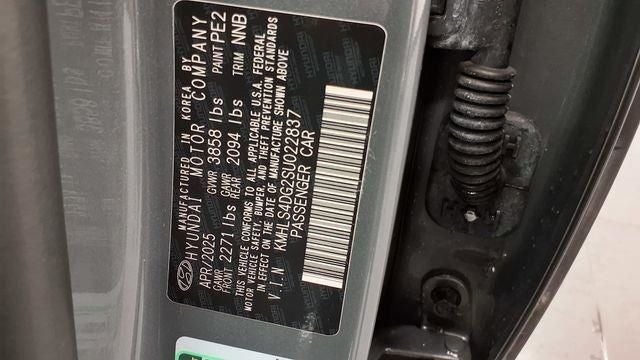 MANUFACTURED IN KOREA BY
HYUNDAI MOTOR COMPANY
APR/2025 GVWR 3858 lbs PAINT PE2
GAWR FRONT 2271 lbs GAWR REAR 2094 lbs TRIM NNB
THIS VEHICLE CONFORMS TO ALL APPLICABLE U.S.A. FEDERAL
MOTOR VEHICLE SAFETY, BUMPER, AND THEFT PREVENTION STANDARDS
IN EFFECT ON THE DATE OF MANUFACTURE SHOWN ABOVE
V.I.N KMHLS4DG2SU022837
PASSENGER CAR